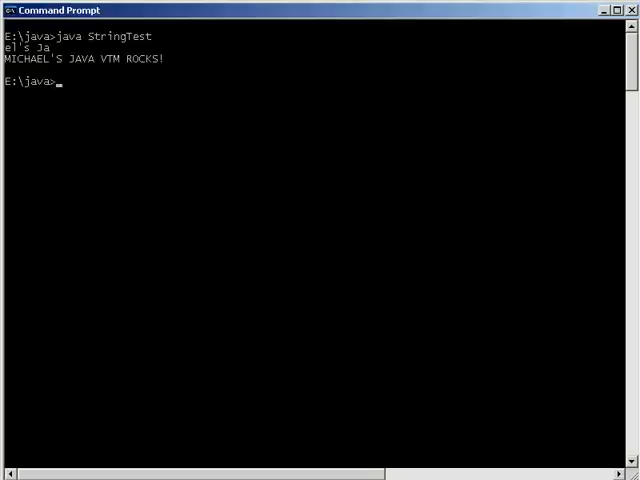 Command Prompt
E:\java>java StringTest
el's Ja
MICHAEL'S JAVA VTM ROCKS!
E:\java>_